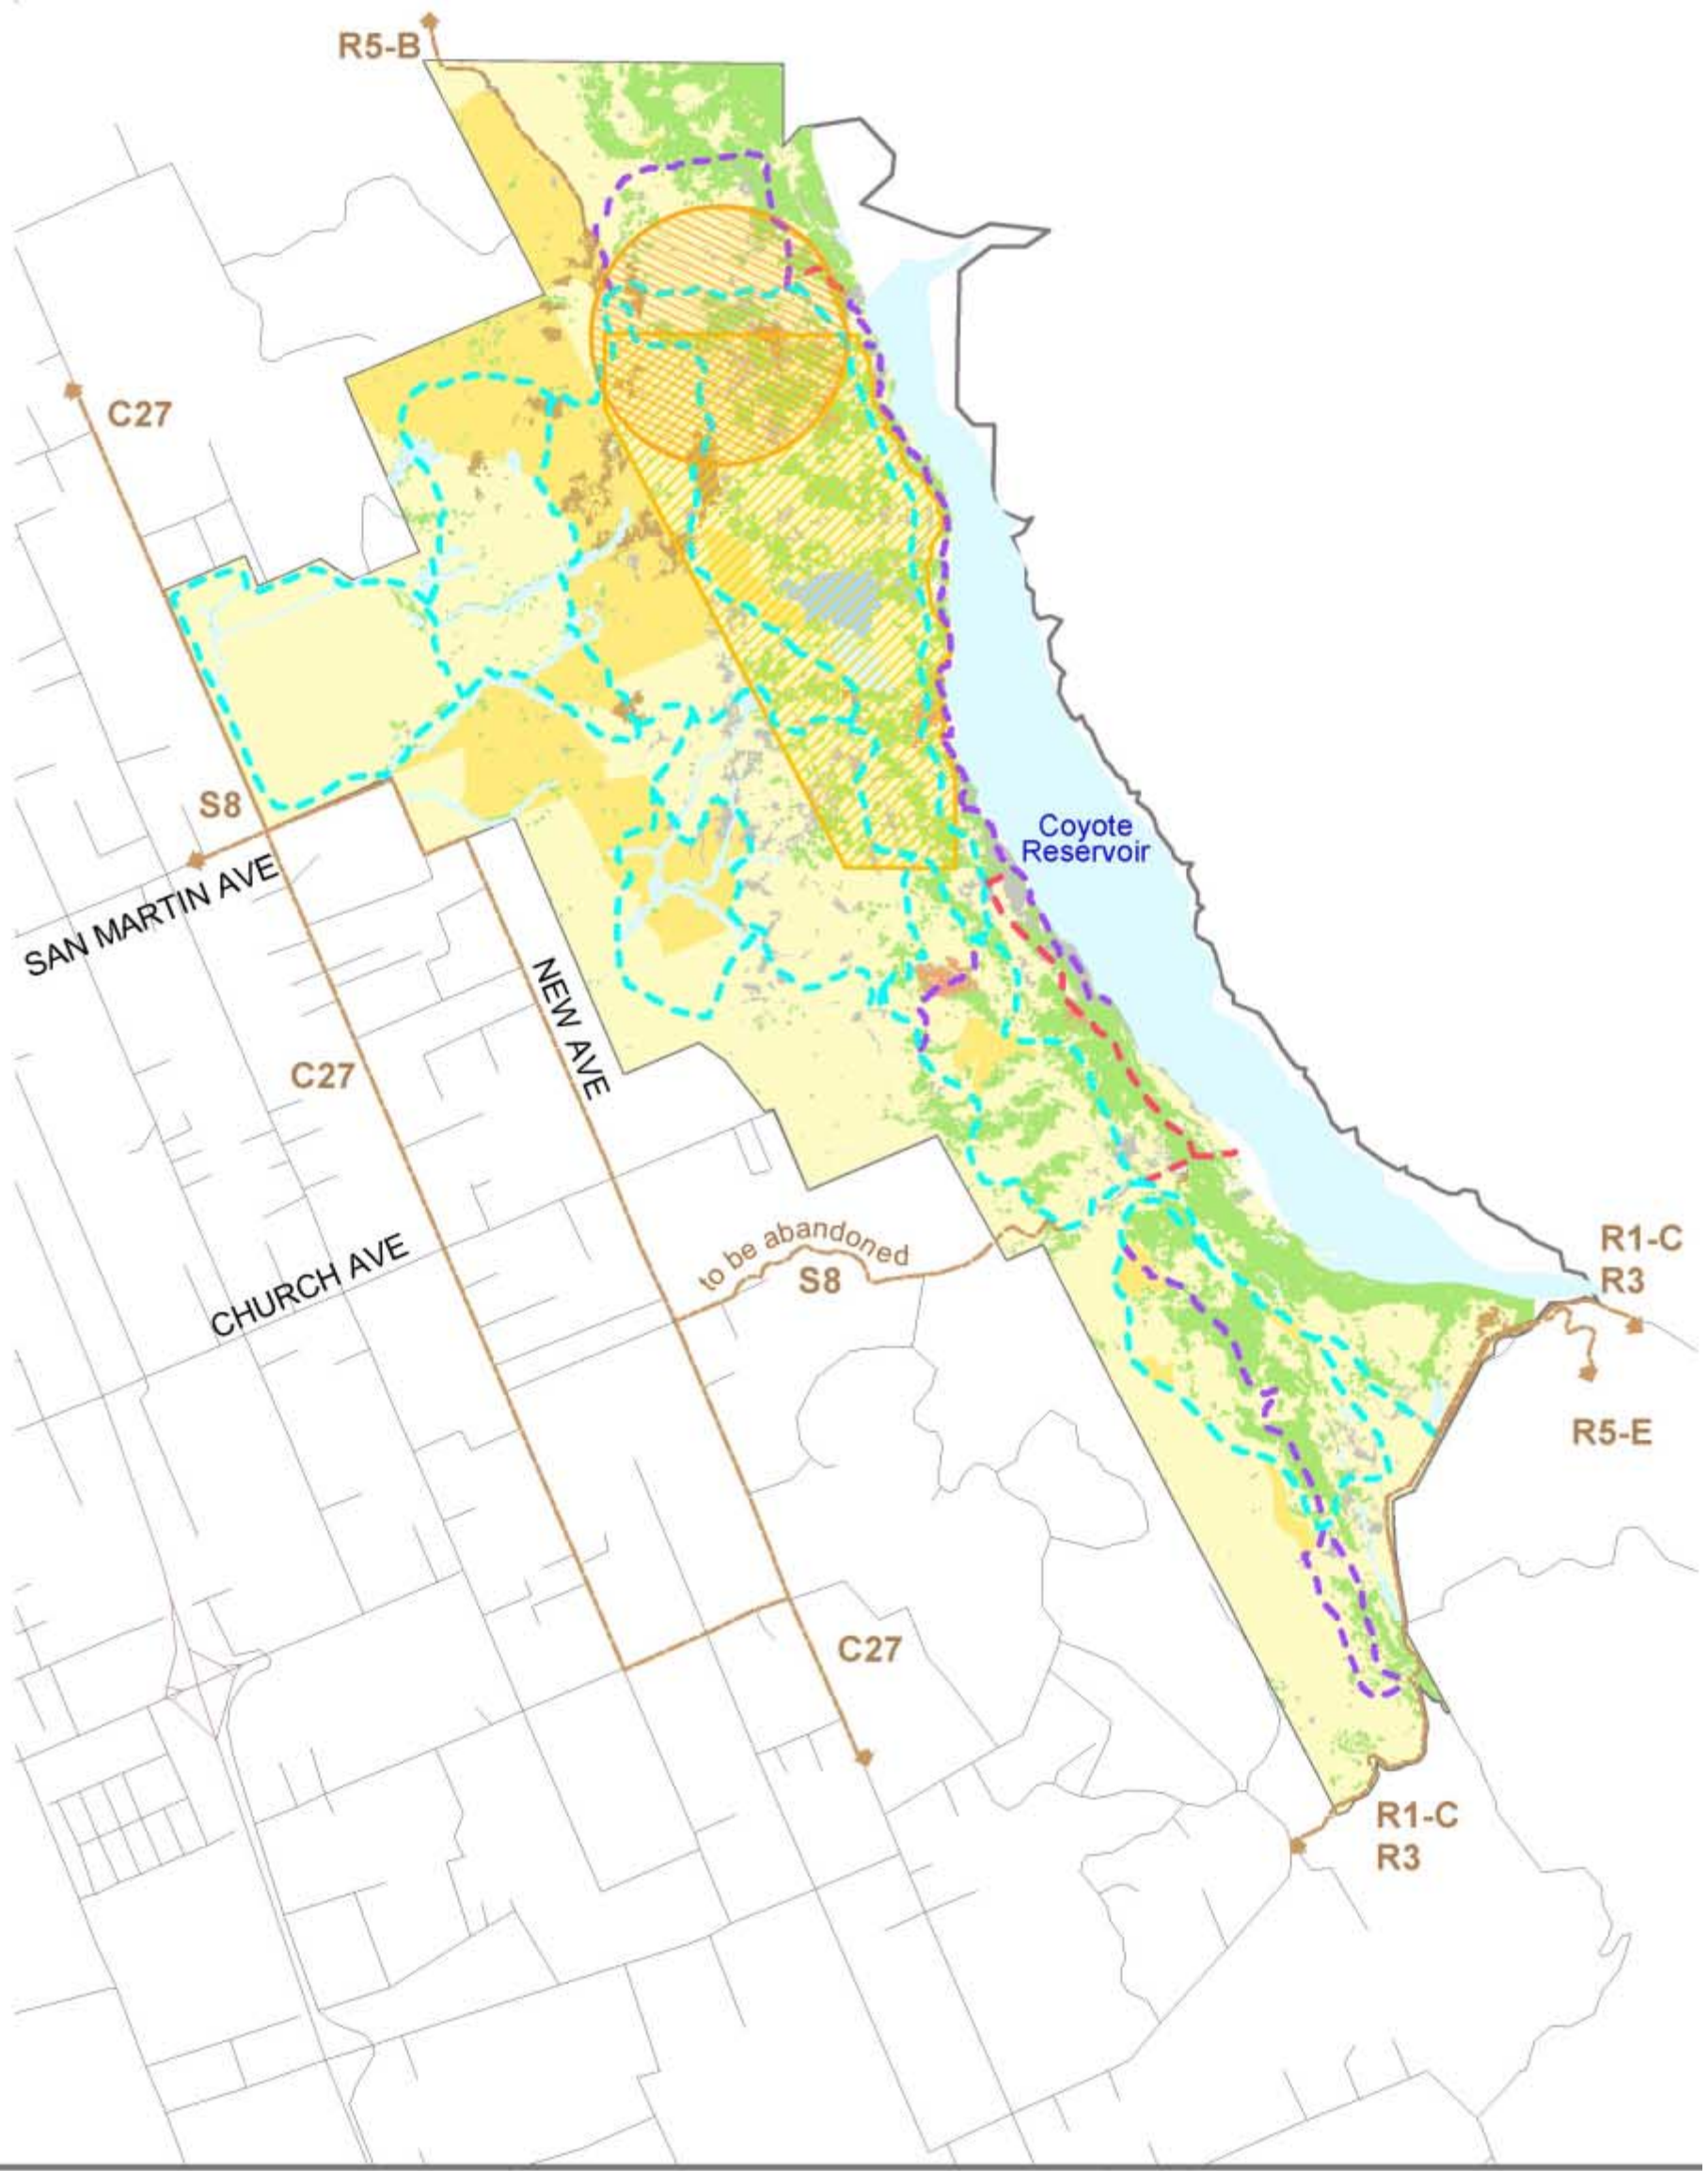 R5-B
C27
S8
Coyote
Reservoir
SAN MARTIN AVE
NEW AVE
C27
to be abandoned
S8
CHURCH AVE
R1-C
R3
R5-E
C27
R1-C
R3